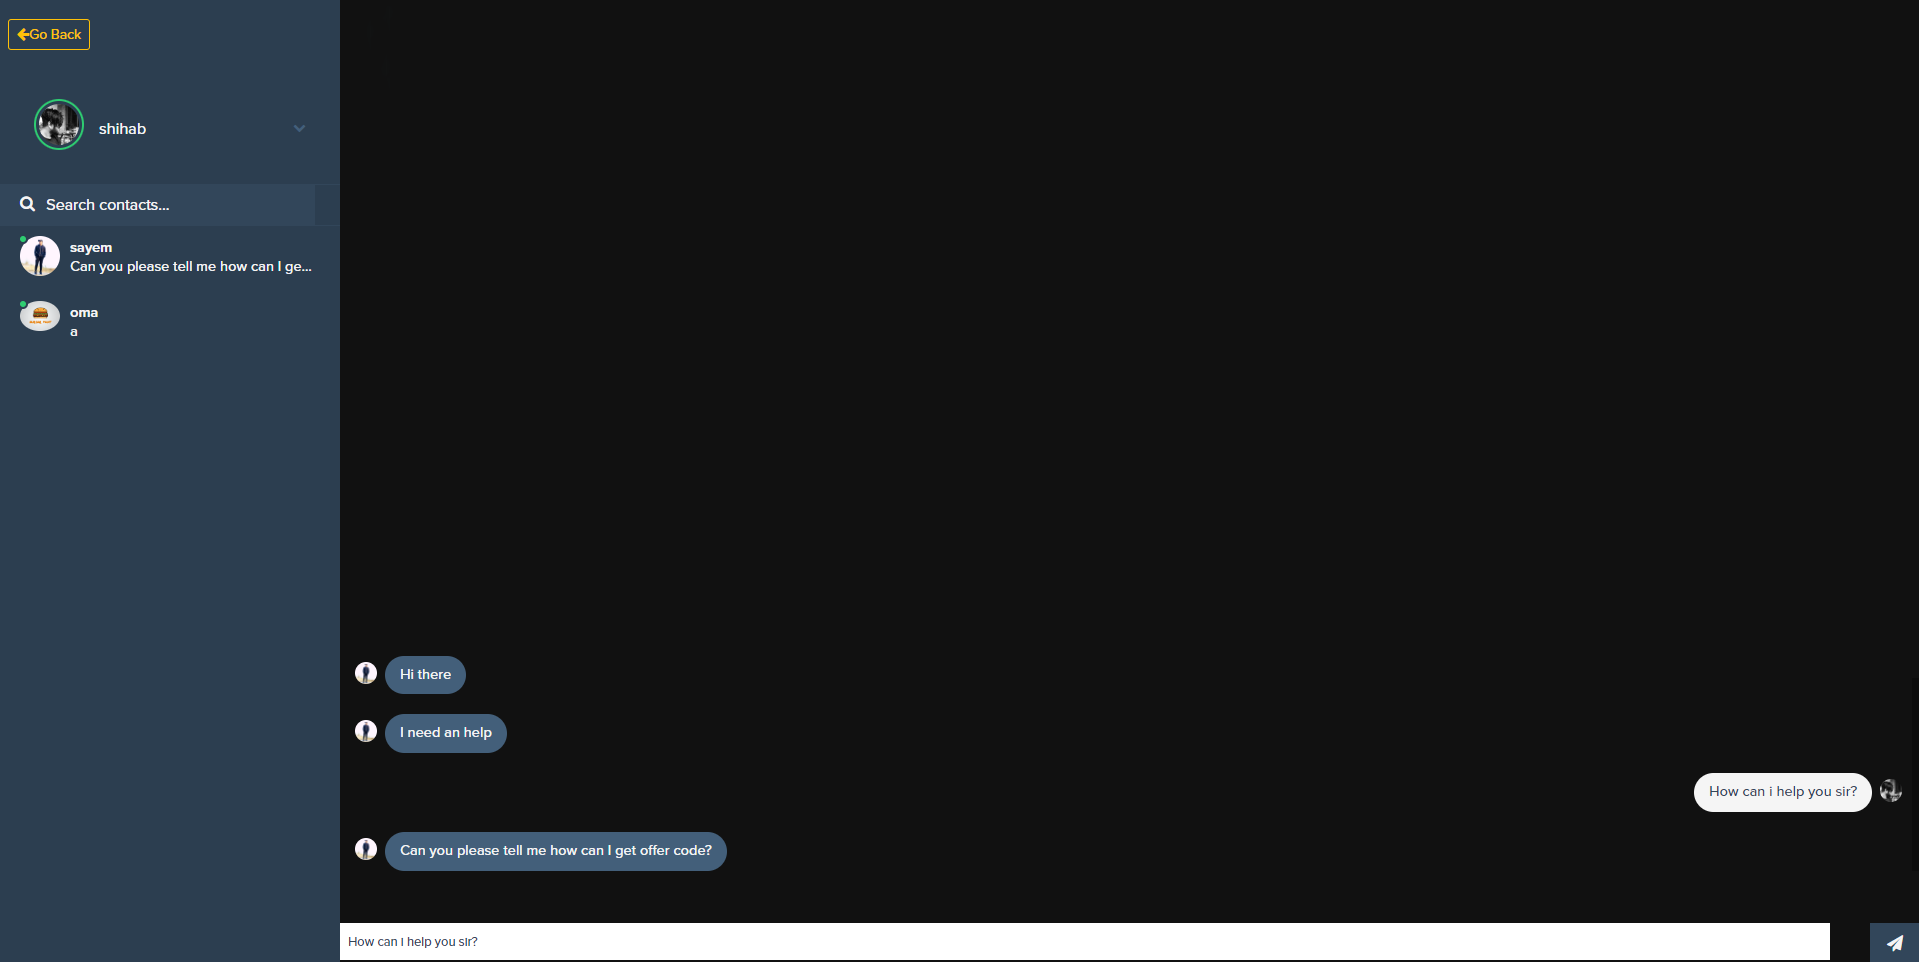 Go Back
shihab
Search contacts...
sayem
Can you please tell me how can I ge...
oma
a
Hi there
I need an help
How can i help you sir?
Can you please tell me how can I get offer code?
How can i help you sir?